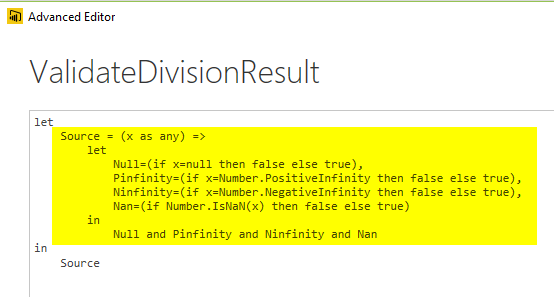 Advanced Editor
ValidateDivisionResult
let
    Source = (x as any) =>
        let
            Null=(if x=null then false else true),
            Pinfinity=(if x=Number.PositiveInfinity then false else true),
            Ninfinity=(if x=Number.NegativeInfinity then false else true),
            Nan=(if Number.IsNaN(x) then false else true)
        in
            Null and Pinfinity and Ninfinity and Nan
in
    Source